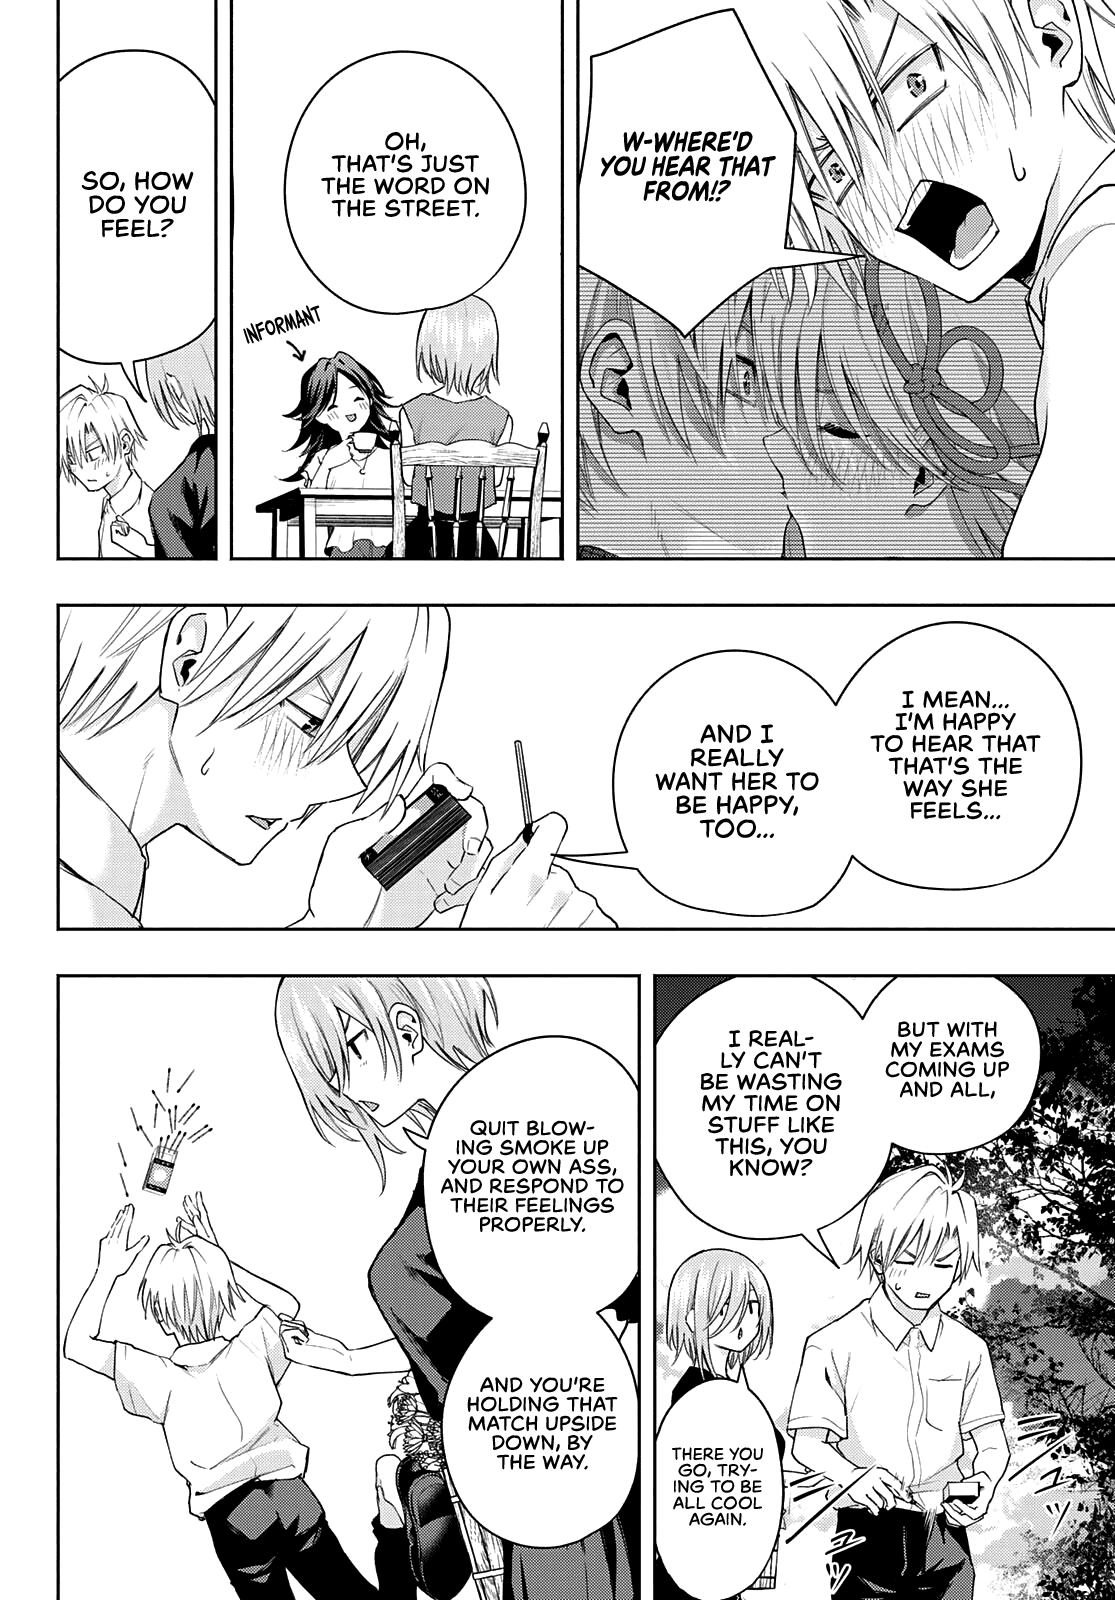 W-WHERE'D
YOU HEAR THAT
FROM!?
OH,
THAT'S JUST
THE WORD ON
THE STREET.
INFORMANT
SO, HOW
DO YOU
FEEL?
I MEAN...
I'M HAPPY
TO HEAR THAT
THAT'S THE
WAY SHE
FEELS...
AND I
REALLY
WANT HER TO
BE HAPPY,
TOO...
BUT WITH
MY EXAMS
COMING UP
AND ALL,
I REAL-
LY CAN'T
BE WASTING
MY TIME ON
STUFF LIKE
THIS, YOU
KNOW?
THERE YOU
GO, TRY-
ING TO BE
ALL COOL
AGAIN.
QUIT BLOW-
ING SMOKE UP
YOUR OWN ASS,
AND RESPOND TO
THEIR FEELINGS
PROPERLY.
AND YOU'RE
HOLDING THAT
MATCH UPSIDE
DOWN, BY
THE WAY.